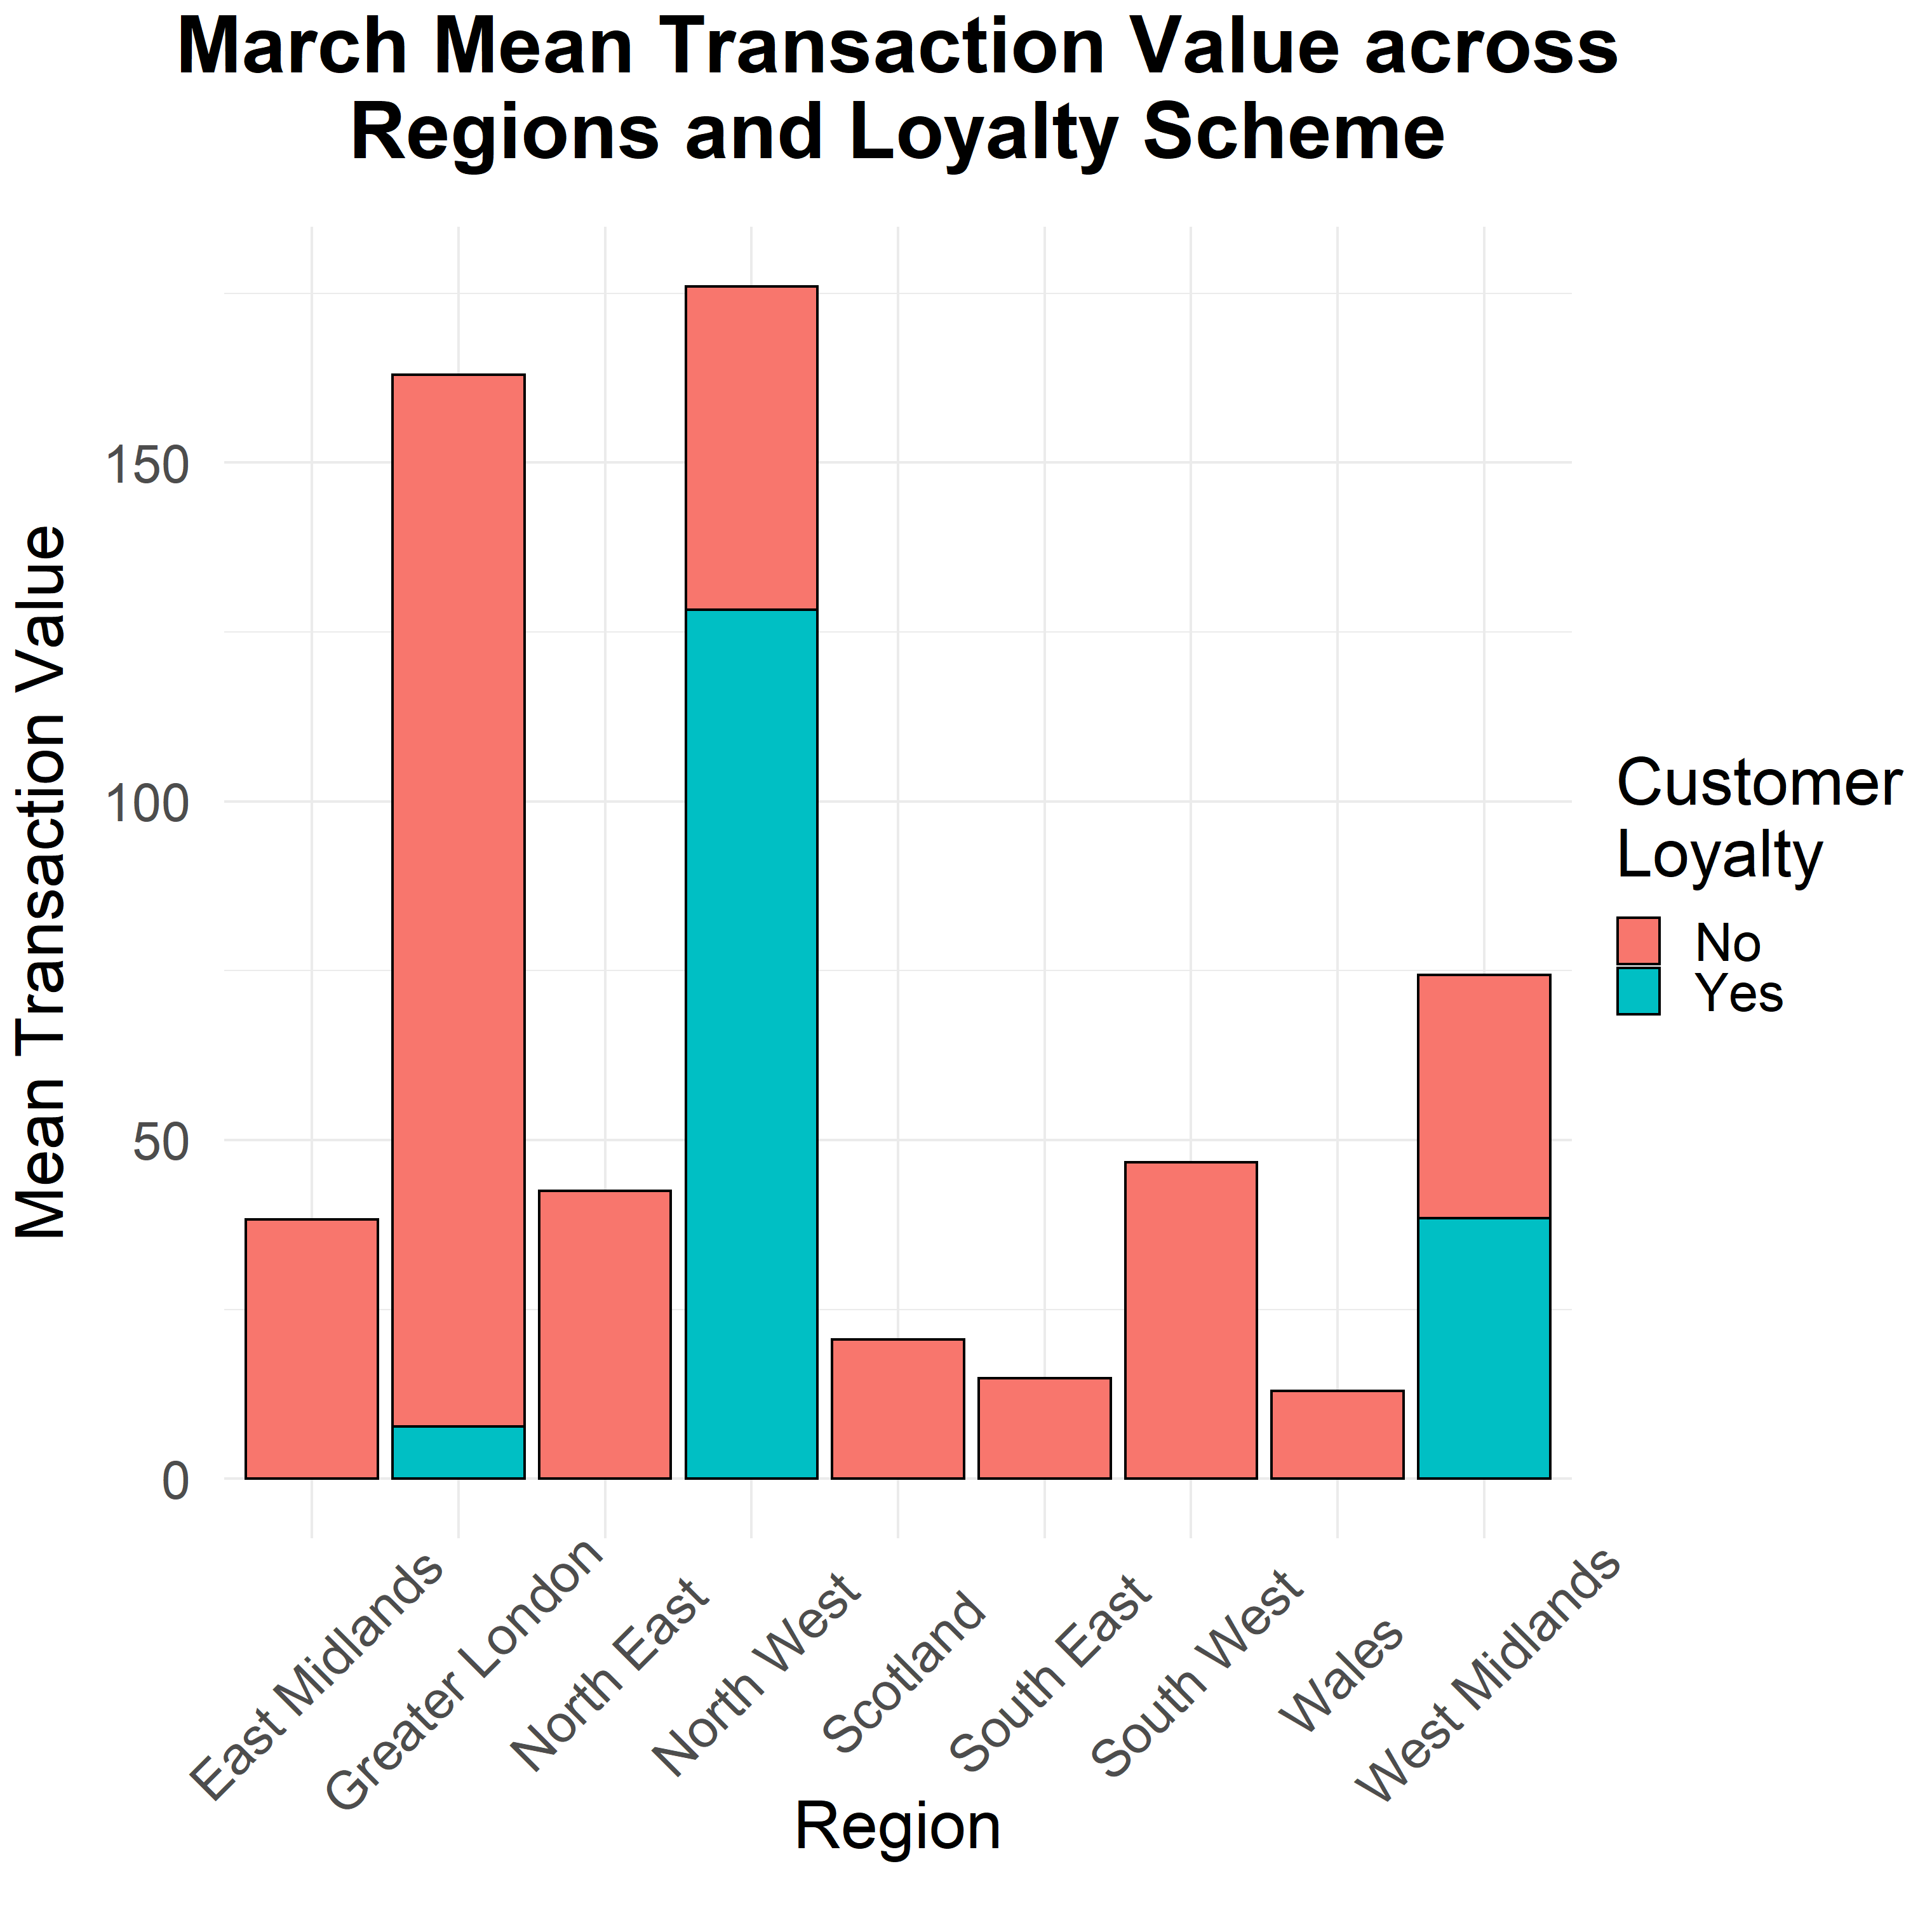 March Mean Transaction Value across
Regions and Loyalty Scheme
Mean Transaction Value
150
100
50
0
East Midlands
Greater London
North East
North West
Scotland
South East
South West
Wales
West Midlands
Region
Customer
Loyalty
No
Yes